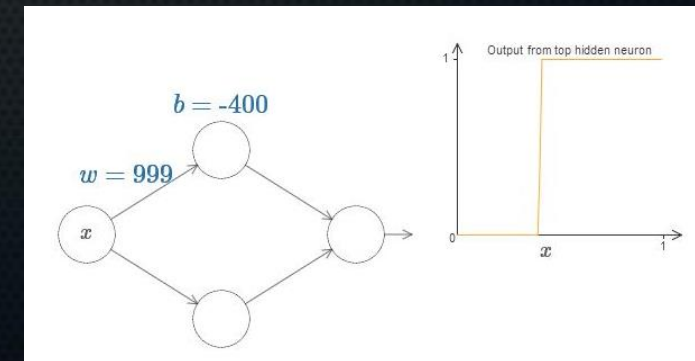 b = -400
w = 999
x
Output from top hidden neuron
1
0
x
1